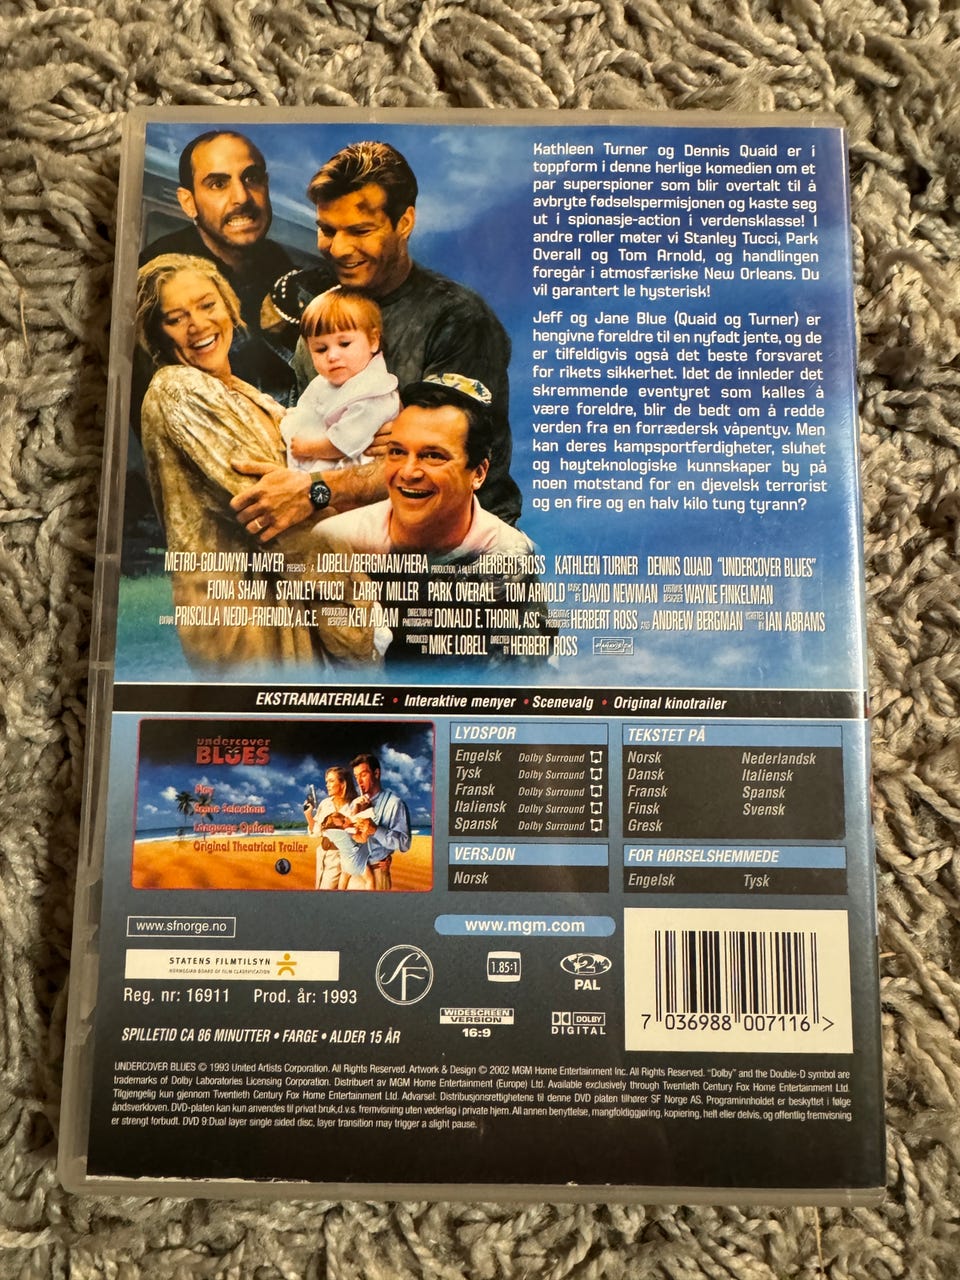 Kathleen Turner og Dennis Quaid er i
toppform i denne herlige komedien om et
par superspioner som blir overtalt til å
avbryte fødselspermisjonen og kaste seg
ut i spionasje-action i verdensklasse! I
andre roller møter vi Stanley Tucci, Park
Overall og Tom Arnold, og handlingen
foregår i atmosfæriske New Orleans. Du
vil garantert le hysterisk!
Jeff og Jane Blue (Quaid og Turner) er
hengivne foreldre til en nyfødt jente, og de
er tilfeldigvis også det beste forsvaret
for rikets sikkerhet. Idet de innleder det
skremmende eventyret som kalles å
være foreldre, blir de bedt om å redde
verden fra en forrædersk våpentyv. Men
kan deres kampsportferdigheter, sluhet
og høyteknologiske kunnskaper by på
noen motstand for en djevelsk terrorist
og en fire og en halv kilo tung tyrann?
METRO-GOLDWYN-MAYER PRESENTS A LOBELL/BERGMAN/HERA PRODUCTION A FILM BY HERBERT ROSS KATHLEEN TURNER DENNIS QUAID "UNDERCOVER BLUES"
FIONA SHAW STANLEY TUCCI LARRY MILLER PARK OVERALL TOM ARNOLD MUSIC BY DAVID NEWMAN COSTUME DESIGNER WAYNE FINKELMAN
EDITOR PRISCILLA NEDD-FRIENDLY, A.C.E. PRODUCTION DESIGNER KEN ADAM DIRECTOR OF PHOTOGRAPHY DONALD E. THORIN, ASC EXECUTIVE PRODUCERS HERBERT ROSS AND ANDREW BERGMAN WRITTEN BY IAN ABRAMS
PRODUCED BY MIKE LOBELL DIRECTED BY HERBERT ROSS
EKSTRAMATERIALE: • Interaktive menyer • Scenevalg • Original kinotrailer
undercover
BLUES
Play
Scene Selections
Language Options
Original Theatrical Trailer
LYDSPOR
Engelsk Dolby Surround
Tysk Dolby Surround
Fransk Dolby Surround
Italiensk Dolby Surround
Spansk Dolby Surround
VERSJON
Norsk
TEKSTET PÅ
Norsk Nederlandsk
Dansk Italiensk
Fransk Spansk
Finsk Svensk
Gresk
FOR HØRSELSHEMMEDE
Engelsk Tysk
www.sfnorge.no
www.mgm.com
STATENS FILMTILSYN
NORWEGIAN BOARD OF FILM CLASSIFICATION
Reg. nr: 16911 Prod. år: 1993
SF
1.85:1
2
PAL
WIDESCREEN
VERSION
16:9
DOLBY
DIGITAL
7 036988 007116 >
SPILLETID CA 86 MINUTTER • FARGE • ALDER 15 ÅR
UNDERCOVER BLUES © 1993 United Artists Corporation. All Rights Reserved. Artwork & Design © 2002 MGM Home Entertainment Inc. All Rights Reserved. "Dolby" and the Double-D symbol are
trademarks of Dolby Laboratories Licensing Corporation. Distribuert av MGM Home Entertainment (Europe) Ltd. Available exclusively through Twentieth Century Fox Home Entertainment Ltd.
Tilgjengelig kun gjennom Twentieth Century Fox Home Entertainment Ltd. Advarsel: Distribusjonsrettighetene til denne DVD platen tilhører SF Norge AS. Programinnholdet er beskyttet i følge
åndsverkloven. DVD-platen kan kun anvendes til privat bruk,d.v.s. fremvisning uten vederlag i private hjem. All annen benyttelse, mangfoldiggjøring, kopiering, helt eller delvis, og offentlig fremvisning
er strengt forbudt. DVD 9:Dual layer single sided disc, layer transition may trigger a slight pause.